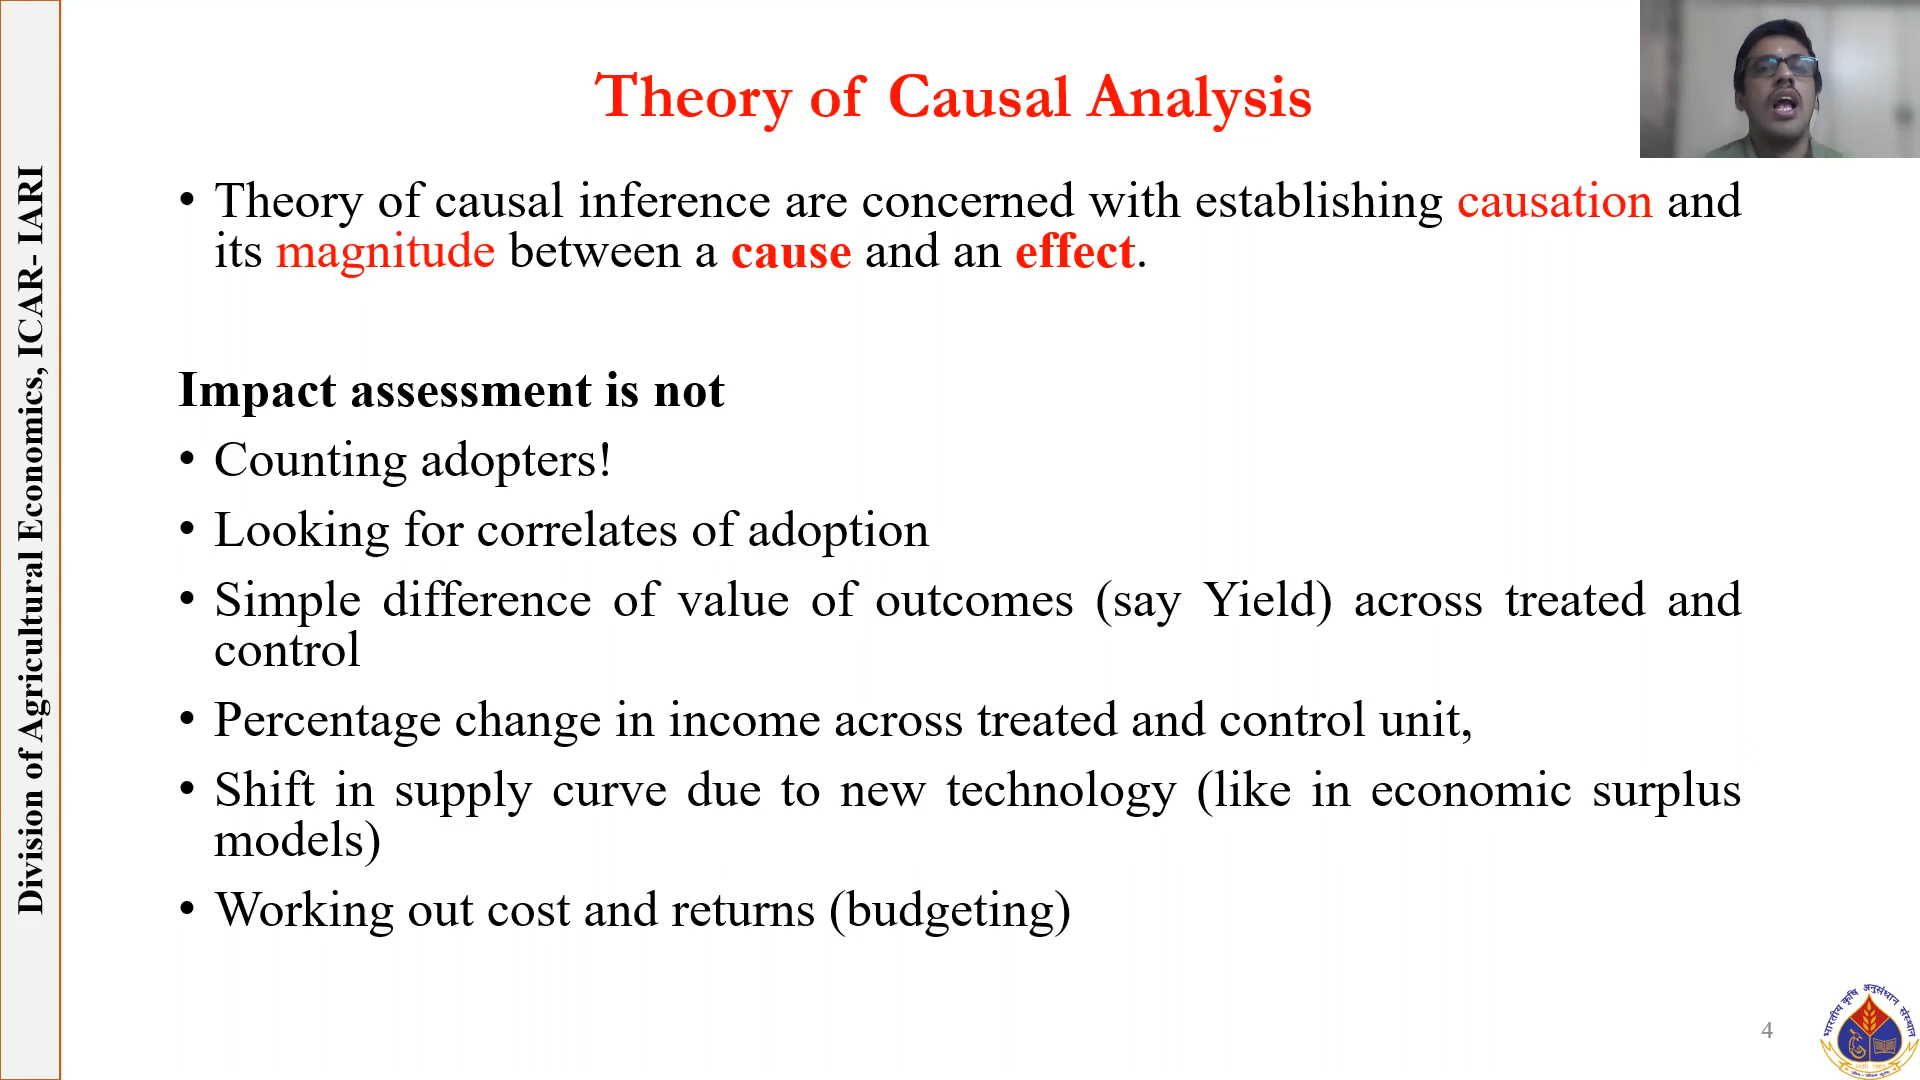 Theory of Causal Analysis
• Theory of causal inference are concerned with establishing causation and
its magnitude between a cause and an effect.
Impact assessment is not
• Counting adopters!
• Looking for correlates of adoption
• Simple difference of value of outcomes (say Yield) across treated and
control
• Percentage change in income across treated and control unit,
• Shift in supply curve due to new technology (like in economic surplus
models)
• Working out cost and returns (budgeting)
Division of Agricultural Economics, ICAR- IARI
4
भारतीय कृषि अनुसंधान संस्थान